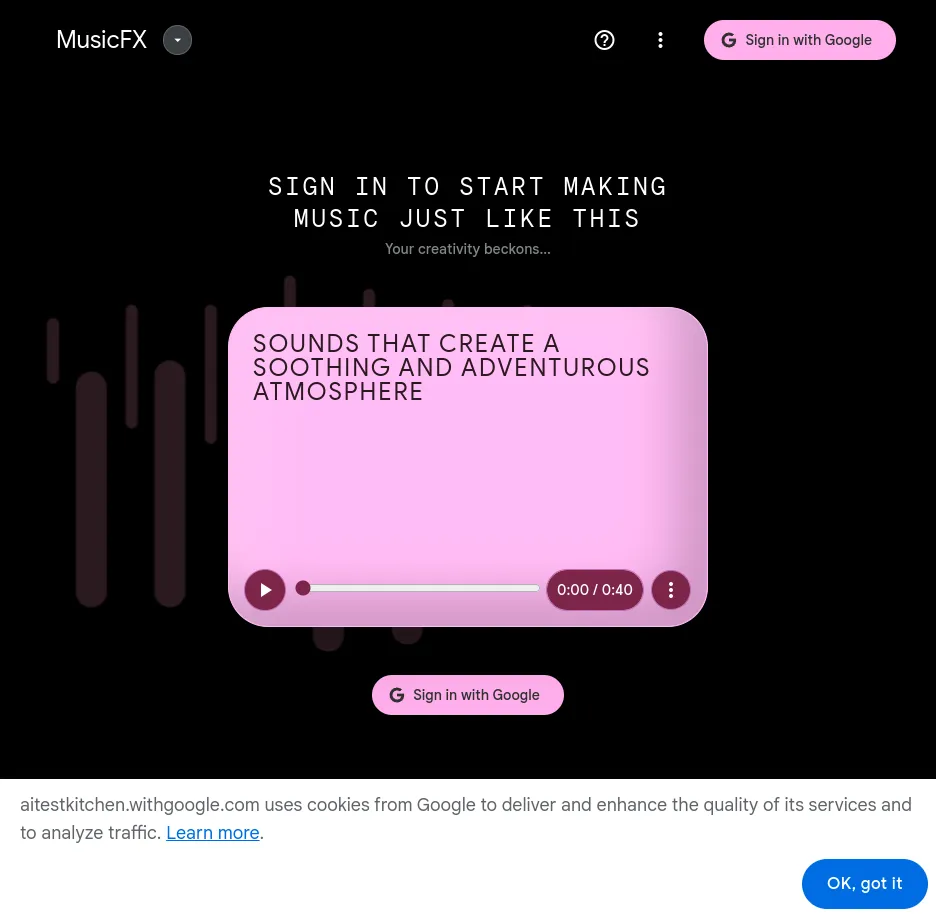 MusicFX
Sign in with Google
SIGN IN TO START MAKING
MUSIC JUST LIKE THIS
Your creativity beckons...
SOUNDS THAT CREATE A
SOOTHING AND ADVENTUROUS
ATMOSPHERE
0:00 / 0:40
Sign in with Google
aitestkitchen.withgoogle.com uses cookies from Google to deliver and enhance the quality of its services and
to analyze traffic. Learn more.
OK, got it